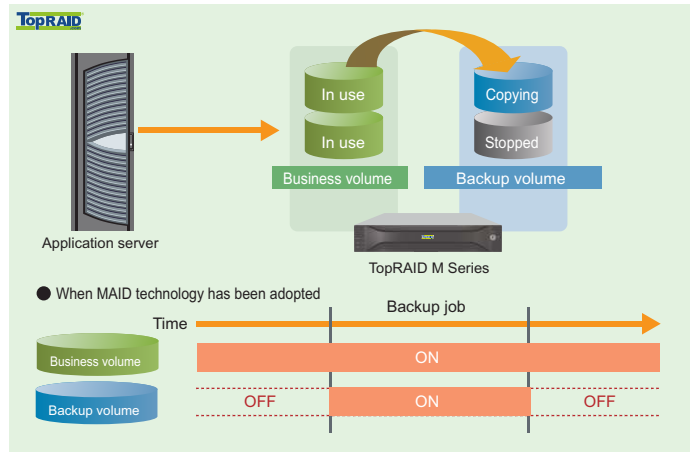 TopRAID
.com
In use
Copying
In use
Stopped
Business volume
Backup volume
Application server
TopRAID M Series
● When MAID technology has been adopted
Backup job
Time
Business volume
ON
Backup volume
OFF
ON
OFF